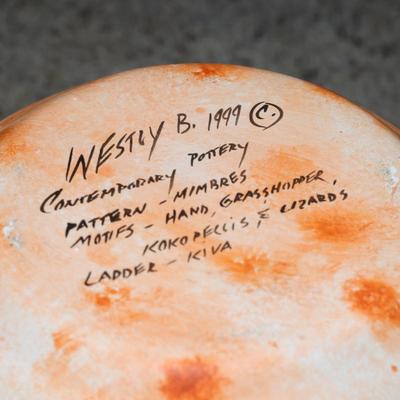 WESTLY B. 1999 ©
CONTEMPORARY POTTERY
PATTERN - MIMBRES
MOTIFS - HAND, GRASSHOPPER,
KOKOPELLIS & LIZARDS
LADDER - KIVA